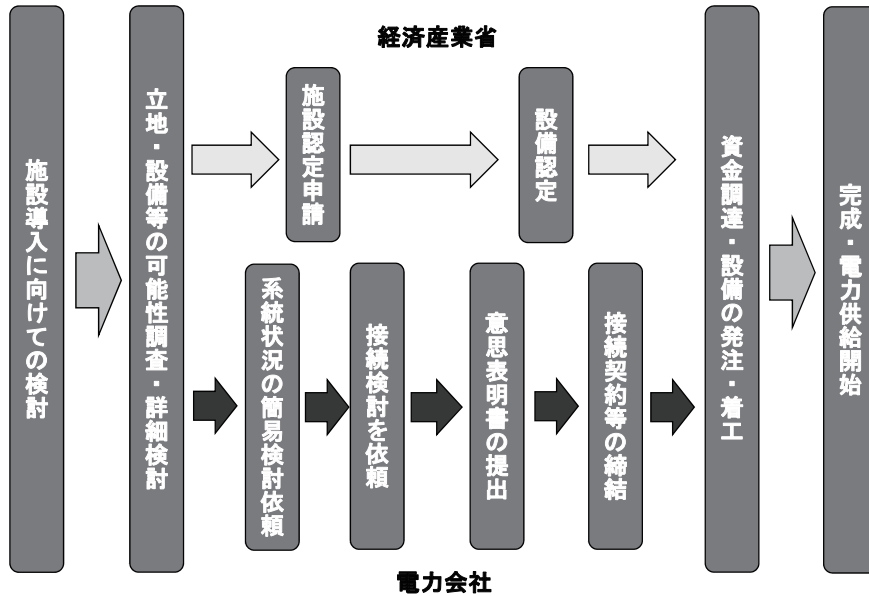 経済産業省
施設導入に向けての検討
立地・設備等の可能性調査・詳細検討
施設認定申請
設備認定
系統状況の簡易検討依頼
接続検討を依頼
意思表明書の提出
接続契約等の締結
資金調達・設備の発注・着工
完成・電力供給開始
電力会社